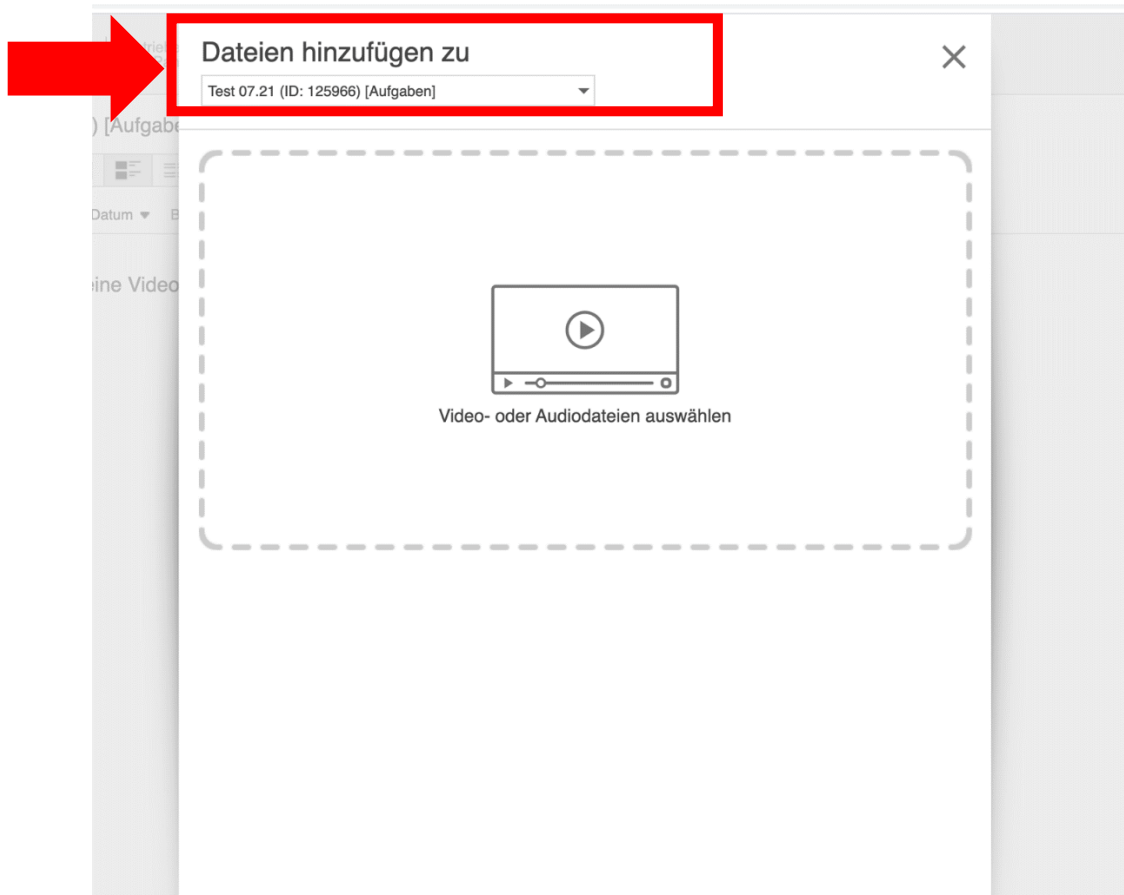 Dateien hinzufügen zu
Test 07.21 (ID: 125966) [Aufgaben]
) [Aufgabe
Datum
B
eine Video
Video- oder Audiodateien auswählen